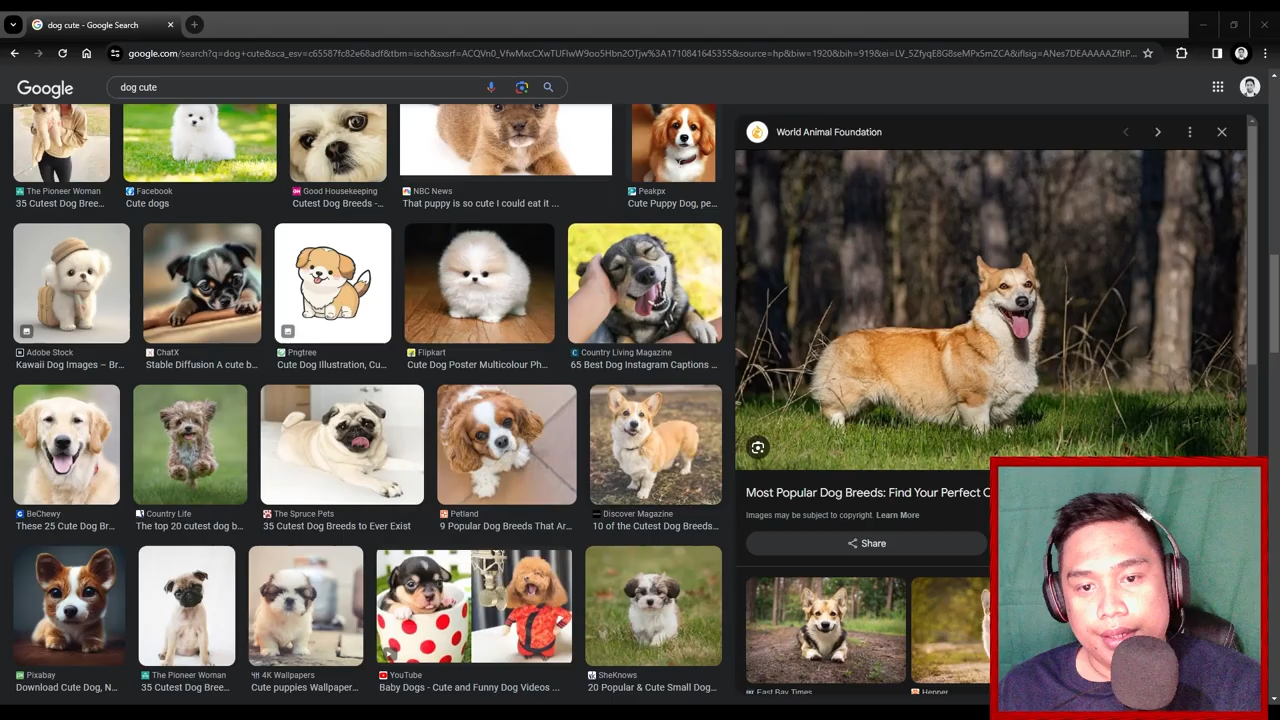 dog cute - Google Search
google.com/search?q=dog+cute&sca_esv=c65587fc82e68adf&tbm=isch&sxsrf=ACQVn0_VfwMxcCXwTUFlwW9oo5Hbn2OTjw%3A1710841645355&source=hp&biw=1920&bih=919&ei=LV_5ZfyqE8G8seMPx5mZCA&iflsig=ANes7DEAAAAAZfltP...
Google
dog cute
World Animal Foundation
The Pioneer Woman
35 Cutest Dog Bree...
Facebook
Cute dogs
Good Housekeeping
Cutest Dog Breeds -...
NBC News
That puppy is so cute I could eat it ...
Peakpx
Cute Puppy Dog, pe...
Adobe Stock
Kawaii Dog Images – Br...
ChatX
Stable Diffusion A cute b...
Pngtree
Cute Dog Illustration, Cu...
Flipkart
Cute Dog Poster Multicolour Ph...
Country Living Magazine
65 Best Dog Instagram Captions ...
BeChewy
These 25 Cute Dog Br...
Country Life
The top 20 cutest dog b...
The Spruce Pets
35 Cutest Dog Breeds to Ever Exist
Petland
9 Popular Dog Breeds That Ar...
Discover Magazine
10 of the Cutest Dog Breeds...
Pixabay
Download Cute Dog, N...
The Pioneer Woman
35 Cutest Dog Bree...
4K Wallpapers
Cute puppies Wallpaper...
YouTube
Baby Dogs - Cute and Funny Dog Videos ...
SheKnows
20 Popular & Cute Small Dog...
Most Popular Dog Breeds: Find Your Perfect
Images may be subject to copyright. Learn More
Share
East Bay Times
Hepper